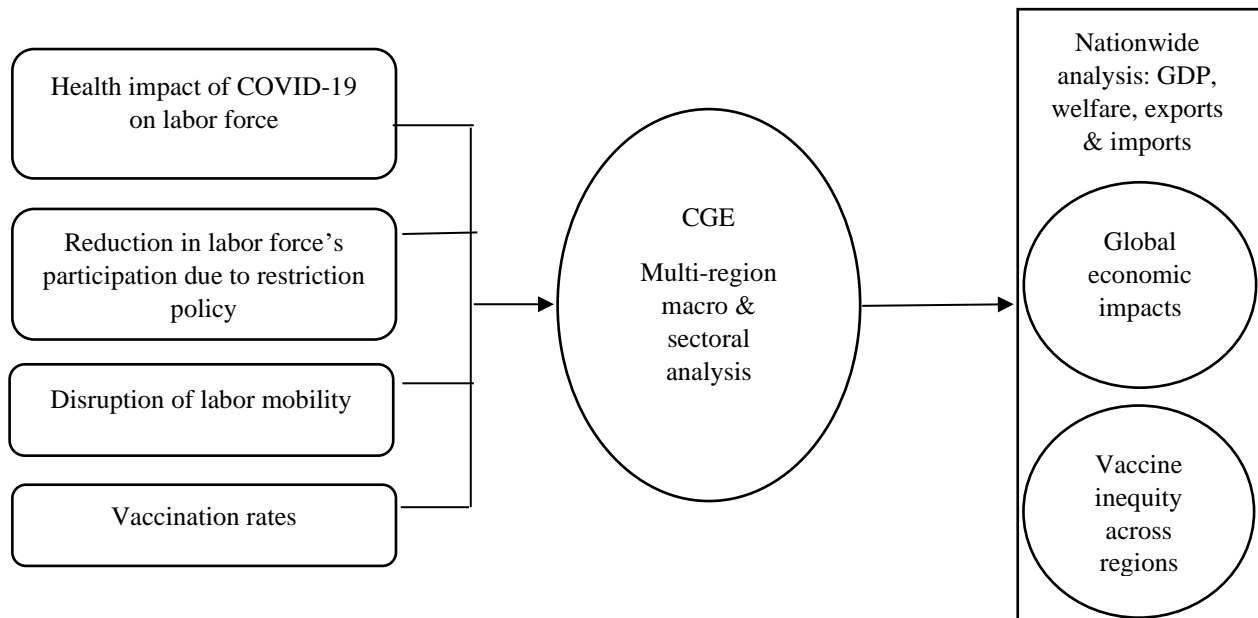 Health impact of COVID-19
on labor force
Reduction in labor force’s
participation due to restriction
policy
Disruption of labor mobility
Vaccination rates
CGE
Multi-region
macro &
sectoral
analysis
Nationwide
analysis: GDP,
welfare, exports
& imports
Global
economic
impacts
Vaccine
inequity
across
regions